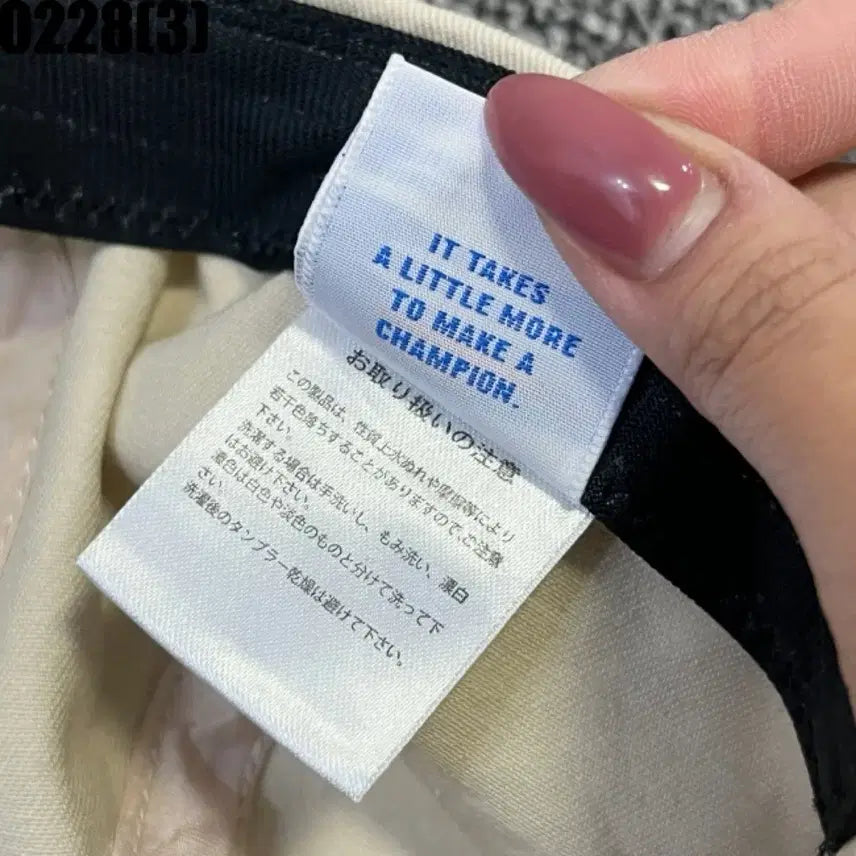 0228(3)
IT TAKES
A LITTLE MORE
TO MAKE A
CHAMPION.
お取り扱いの注意
この製品は、性質上水ぬれや摩擦等により
若干色落ちすることがありますので、ご注意
下さい。
洗濯する場合は手洗いし、もみ洗い、漂白
はお避け下さい。
濃色は白色や淡色のものと分けて洗って下
さい。
洗濯後のタンブラー乾燥は避けて下さい。